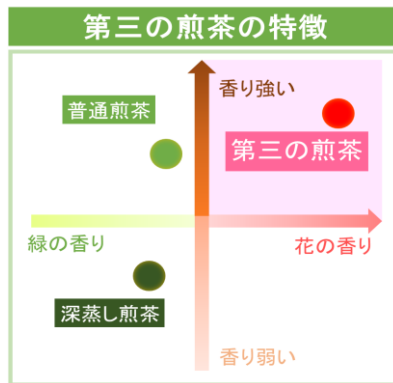 第三の煎茶の特徴
香り強い
普通煎茶
第三の煎茶
緑の香り
花の香り
深蒸し煎茶
香り弱い